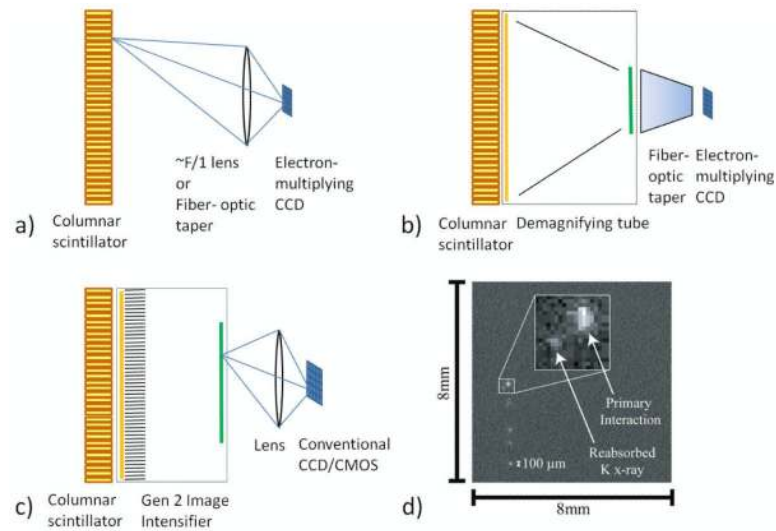 ~F/1 lens
or
Fiber- optic
taper
Electron-
multiplying
CCD
Columnar
scintillator
a)
Fiber-
optic
taper
Electron-
multiplying
CCD
Columnar
scintillator
Demagnifying tube
b)
Lens
Conventional
CCD/CMOS
Columnar
scintillator
Gen 2 Image
Intensifier
c)
8mm
Primary
Interaction
Reabsorbed
K x-ray
100 μm
8mm
d)